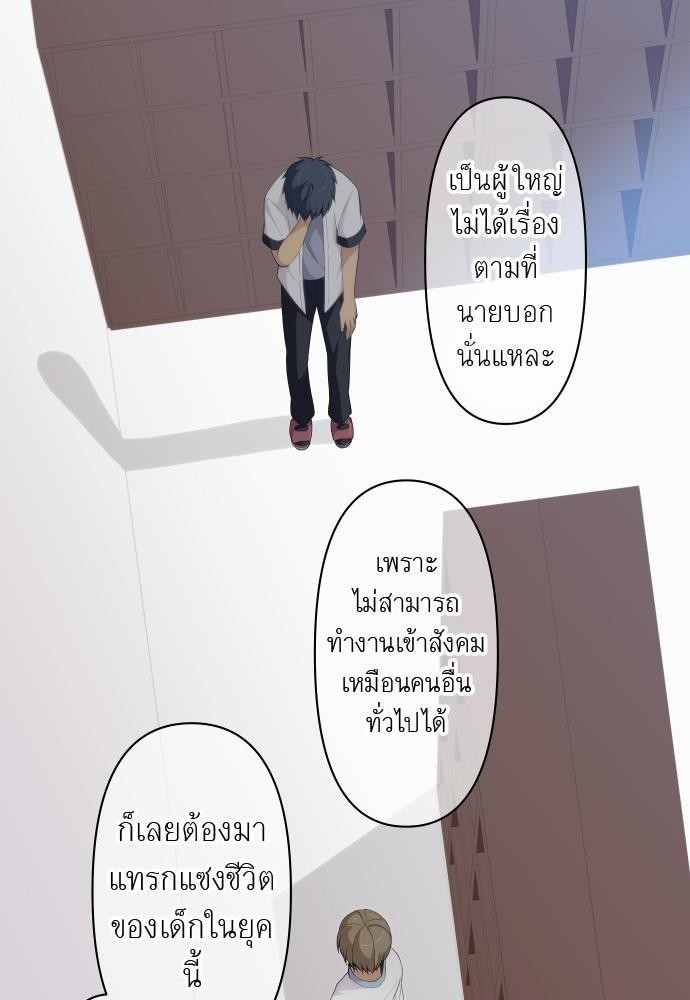 เป็นผู้ใหญ่
ไม่ได้เรื่อง
ตามที่
นายบอก
นั่นแหละ
เพราะ
ไม่สามารถ
ทำงานเข้าสังคม
เหมือนคนอื่น
ทั่วไปได้
ก็เลยต้องมา
แทรกแซงชีวิต
ของเด็กในยุค
นี้